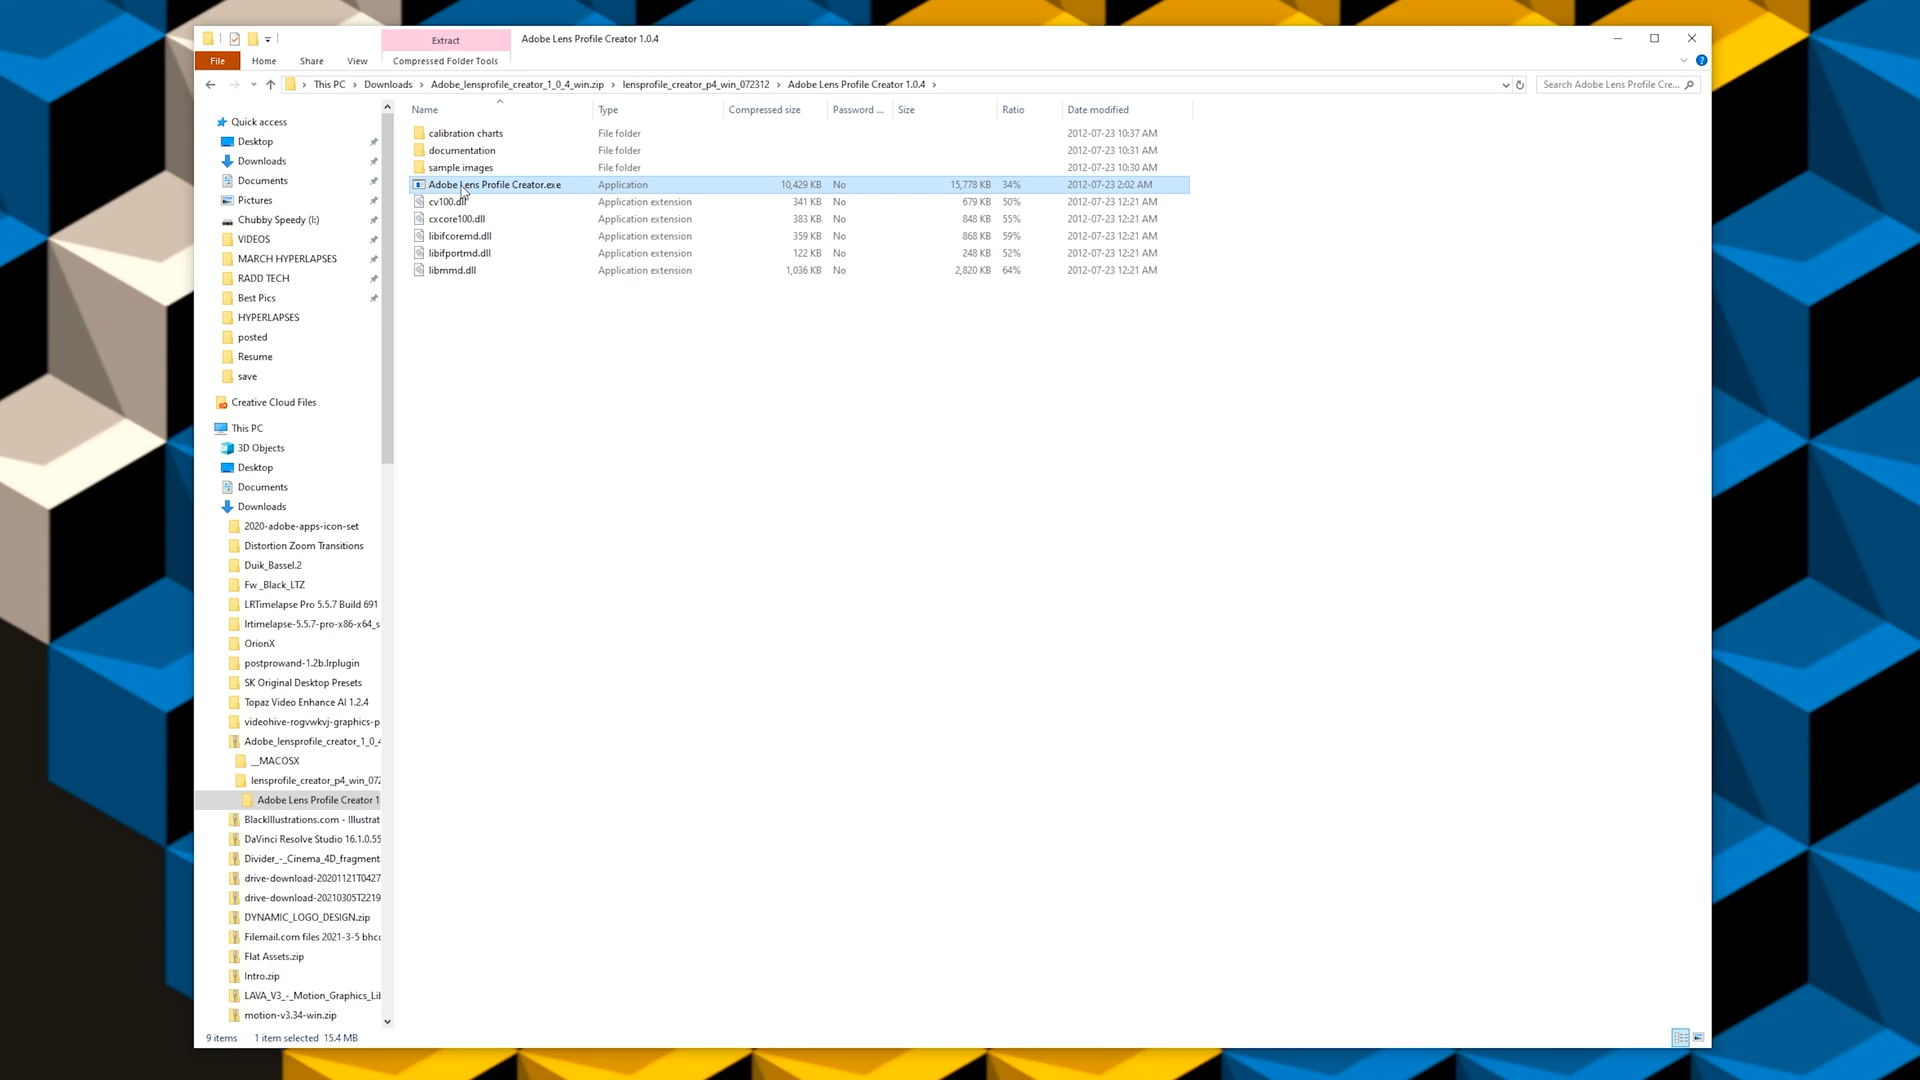 Extract
Adobe Lens Profile Creator 1.0.4
File
Home
Share
View
Compressed Folder Tools
This PC
Downloads
Adobe_lensprofile_creator_1_0_4_win.zip
lensprofile_creator_p4_win_072312
Adobe Lens Profile Creator 1.0.4
Search Adobe Lens Profile Cre...
Name Type Compressed size Password ... Size Ratio Date modified
calibration charts File folder 2012-07-23 10:37 AM
documentation File folder 2012-07-23 10:31 AM
sample images File folder 2012-07-23 10:30 AM
Adobe Lens Profile Creator.exe Application 10,429 KB No 15,778 KB 34% 2012-07-23 2:02 AM
cv100.dll Application extension 341 KB No 679 KB 50% 2012-07-23 12:21 AM
cxcore100.dll Application extension 383 KB No 848 KB 55% 2012-07-23 12:21 AM
libifcoremd.dll Application extension 359 KB No 868 KB 59% 2012-07-23 12:21 AM
libifportmd.dll Application extension 122 KB No 248 KB 52% 2012-07-23 12:21 AM
libmmd.dll Application extension 1,036 KB No 2,820 KB 64% 2012-07-23 12:21 AM
Quick access
Desktop
Downloads
Documents
Pictures
Chubby Speedy (I:)
VIDEOS
MARCH HYPERLAPSES
RADD TECH
Best Pics
HYPERLAPSES
posted
Resume
save
Creative Cloud Files
This PC
3D Objects
Desktop
Documents
Downloads
2020-adobe-apps-icon-set
Distortion Zoom Transitions
Duik_Bassel.2
Fw _Black_LTZ
LRTimelapse Pro 5.5.7 Build 691
lrtimelapse-5.5.7-pro-x86-x64_s
OrionX
postprowand-1.2b.lrplugin
SK Original Desktop Presets
Topaz Video Enhance AI 1.2.4
videohive-rogvwkvj-graphics-p
Adobe_lensprofile_creator_1_0_4
__MACOSX
lensprofile_creator_p4_win_072
Adobe Lens Profile Creator 1
BlackIllustrations.com - Illustrat
DaVinci Resolve Studio 16.1.0.55
Divider_-_Cinema_4D_fragment
drive-download-20201121T0427
drive-download-20210305T2219
DYNAMIC_LOGO_DESIGN.zip
Filemail.com files 2021-3-5 bhcc
Flat Assets.zip
Intro.zip
LAVA_V3_-_Motion_Graphics_Lib
motion-v3.34-win.zip
9 items 1 item selected 15.4 MB